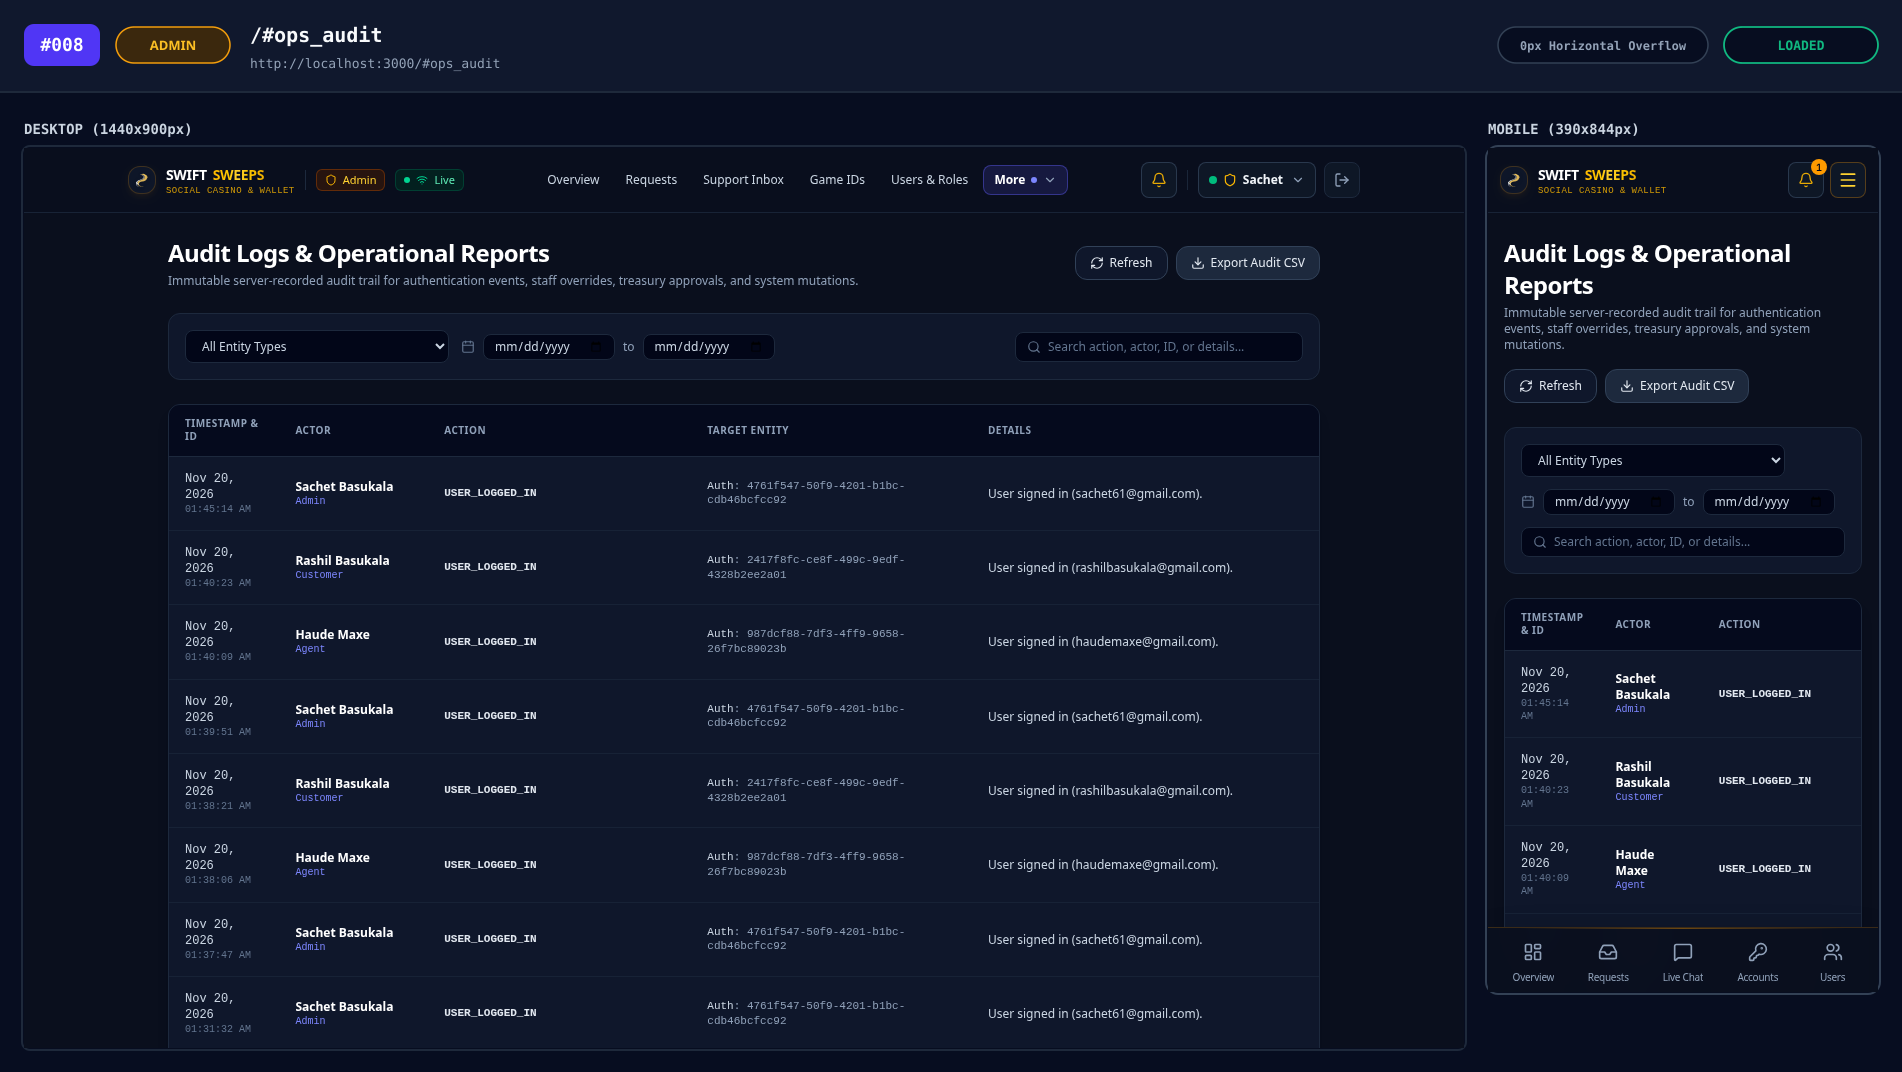 #008
ADMIN
/#ops_audit
http://localhost:3000/#ops_audit
0px Horizontal Overflow
LOADED
DESKTOP (1440x900px)
SWIFT SWEEPS
SOCIAL CASINO & WALLET
Admin
Live
Overview
Requests
Support Inbox
Game IDs
Users & Roles
More
Sachet
Audit Logs & Operational Reports
Immutable server-recorded audit trail for authentication events, staff overrides, treasury approvals, and system mutations.
Refresh
Export Audit CSV
All Entity Types
mm/dd/yyyy
to
mm/dd/yyyy
Search action, actor, ID, or details...
TIMESTAMP &
ID
ACTOR
ACTION
TARGET ENTITY
DETAILS
Nov 20,
2026
01:45:14 AM
Sachet Basukala
Admin
USER_LOGGED_IN
Auth: 4761f547-50f9-4201-b1bc-
cdb46bcfcc92
User signed in (sachet61@gmail.com).
Nov 20,
2026
01:40:23 AM
Rashil Basukala
Customer
USER_LOGGED_IN
Auth: 2417f8fc-ce8f-499c-9edf-
4328b2ee2a01
User signed in (rashilbasukala@gmail.com).
Nov 20,
2026
01:40:09 AM
Haude Maxe
Agent
USER_LOGGED_IN
Auth: 987dcf88-7df3-4ff9-9658-
26f7bc89023b
User signed in (haudemaxe@gmail.com).
Nov 20,
2026
01:39:51 AM
Sachet Basukala
Admin
USER_LOGGED_IN
Auth: 4761f547-50f9-4201-b1bc-
cdb46bcfcc92
User signed in (sachet61@gmail.com).
Nov 20,
2026
01:38:21 AM
Rashil Basukala
Customer
USER_LOGGED_IN
Auth: 2417f8fc-ce8f-499c-9edf-
4328b2ee2a01
User signed in (rashilbasukala@gmail.com).
Nov 20,
2026
01:38:06 AM
Haude Maxe
Agent
USER_LOGGED_IN
Auth: 987dcf88-7df3-4ff9-9658-
26f7bc89023b
User signed in (haudemaxe@gmail.com).
Nov 20,
2026
01:37:47 AM
Sachet Basukala
Admin
USER_LOGGED_IN
Auth: 4761f547-50f9-4201-b1bc-
cdb46bcfcc92
User signed in (sachet61@gmail.com).
Nov 20,
2026
01:31:32 AM
Sachet Basukala
Admin
USER_LOGGED_IN
Auth: 4761f547-50f9-4201-b1bc-
cdb46bcfcc92
User signed in (sachet61@gmail.com).
MOBILE (390x844px)
SWIFT SWEEPS
SOCIAL CASINO & WALLET
1
Audit Logs & Operational
Reports
Immutable server-recorded audit trail for authentication
events, staff overrides, treasury approvals, and system
mutations.
Refresh
Export Audit CSV
All Entity Types
mm/dd/yyyy
to
mm/dd/yyyy
Search action, actor, ID, or details...
TIMESTAMP
& ID
ACTOR
ACTION
Nov 20,
2026
01:45:14
AM
Sachet
Basukala
Admin
USER_LOGGED_IN
Nov 20,
2026
01:40:23
AM
Rashil
Basukala
Customer
USER_LOGGED_IN
Nov 20,
2026
01:40:09
AM
Haude
Maxe
Agent
USER_LOGGED_IN
Overview
Requests
Live Chat
Accounts
Users